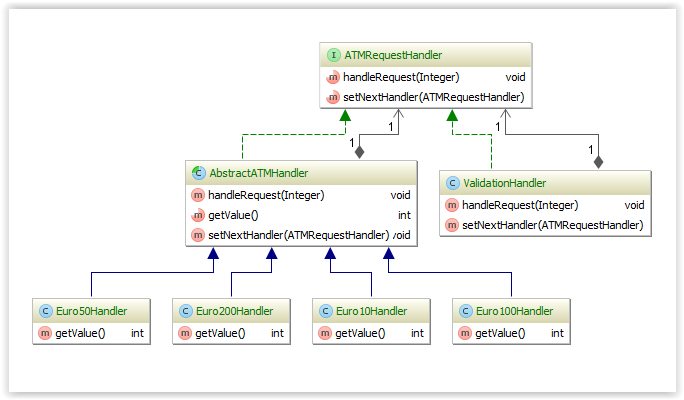 I ATMRequestHandler
m handleRequest(Integer) void
m setNextHandler(ATMRequestHandler)
1 1
1 1
C AbstractATMHandler
m handleRequest(Integer) void
m getValue() int
m setNextHandler(ATMRequestHandler) void
C ValidationHandler
m handleRequest(Integer) void
m setNextHandler(ATMRequestHandler)
C Euro50Handler
m getValue() int
C Euro200Handler
m getValue() int
C Euro10Handler
m getValue() int
C Euro100Handler
m getValue() int